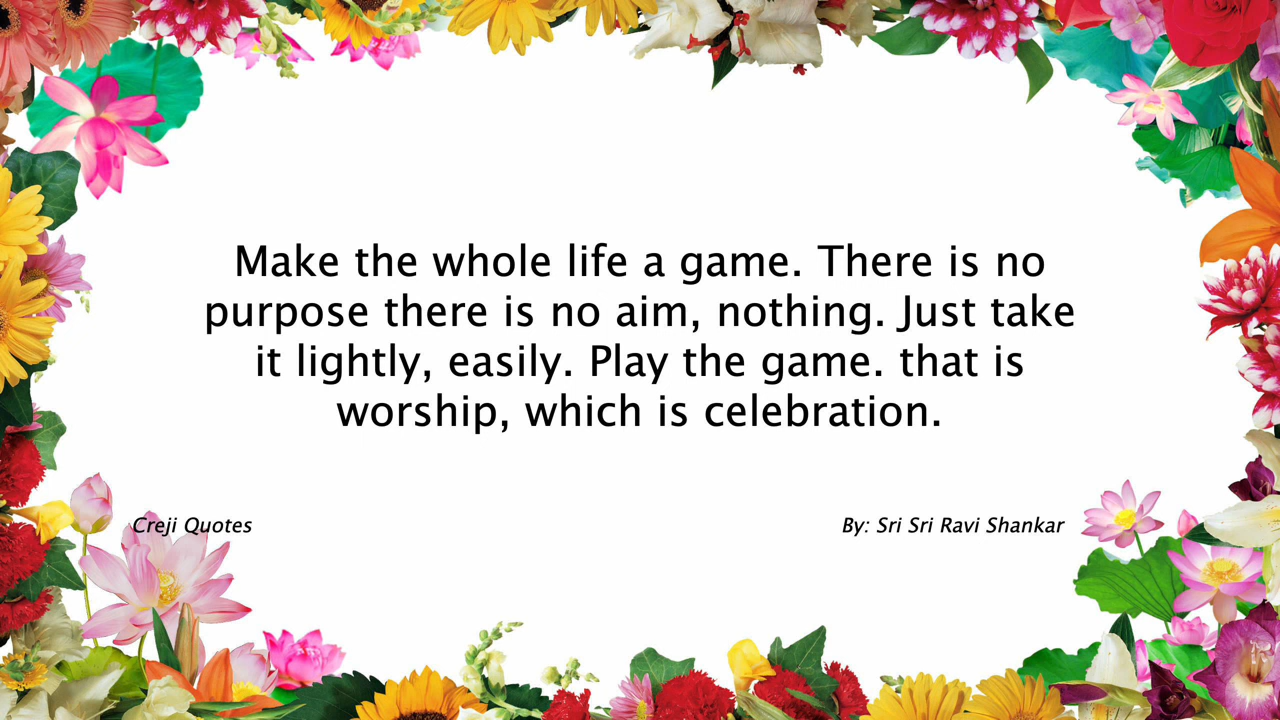 Make the whole life a game. There is no
purpose there is no aim, nothing. Just take
it lightly, easily. Play the game. that is
worship, which is celebration.
Creji Quotes
By: Sri Sri Ravi Shankar